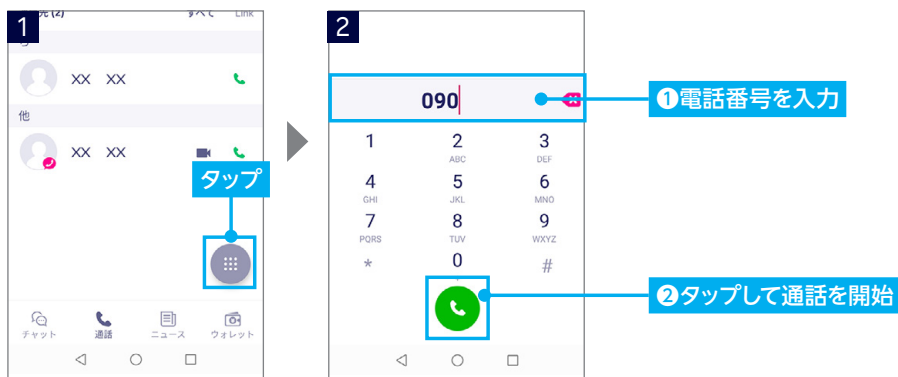 1
先 (2)
すべて Link
XX XX
他
XX XX
タップ
チャット 通話 ニュース ウォレット
2
090
❶電話番号を入力
1 2 3
ABC DEF
4 5 6
GHI JKL MNO
7 8 9
PQRS TUV WXYZ
* 0 #
❷タップして通話を開始